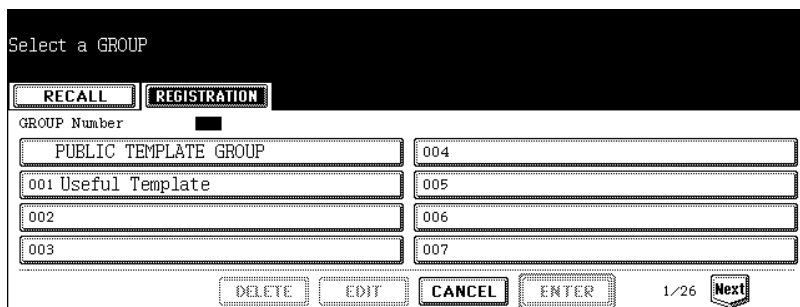 Select a GROUP
RECALL REGISTRATION
GROUP Number
PUBLIC TEMPLATE GROUP 004
001 Useful Template 005
002 006
003 007
DELETE EDIT CANCEL ENTER 1/26 Next